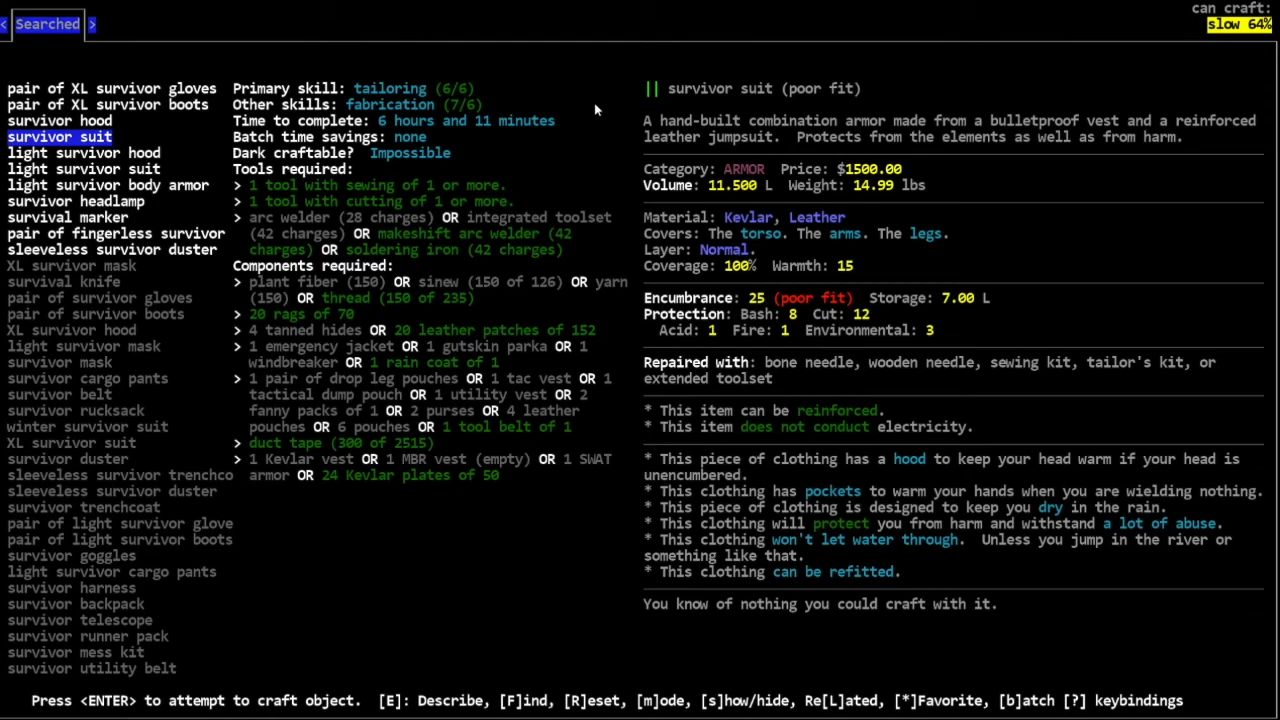 can craft:
< Searched >
slow 64%
pair of XL survivor gloves
pair of XL survivor boots
survivor hood
survivor suit
light survivor hood
light survivor suit
light survivor body armor
survivor headlamp
survival marker
pair of fingerless survivor
sleeveless survivor duster
XL survivor mask
survival knife
pair of survivor gloves
pair of survivor boots
XL survivor hood
light survivor mask
survivor mask
survivor cargo pants
survivor belt
survivor rucksack
winter survivor suit
XL survivor suit
survivor duster
sleeveless survivor trenchco
sleeveless survivor duster
survivor trenchcoat
pair of light survivor glove
pair of light survivor boots
survivor goggles
light survivor cargo pants
survivor harness
survivor backpack
survivor telescope
survivor runner pack
survivor mess kit
survivor utility belt
Primary skill: tailoring (6/6)
Other skills: fabrication (7/6)
Time to complete: 6 hours and 11 minutes
Batch time savings: none
Dark craftable? Impossible
Tools required:
> 1 tool with sewing of 1 or more.
> 1 tool with cutting of 1 or more.
> arc welder (28 charges) OR integrated toolset
(42 charges) OR makeshift arc welder (42
charges) OR soldering iron (42 charges)
Components required:
> plant fiber (150) OR sinew (150 of 126) OR yarn
(150) OR thread (150 of 235)
> 20 rags of 70
> 4 tanned hides OR 20 leather patches of 152
> 1 emergency jacket OR 1 gutskin parka OR 1
windbreaker OR 1 rain coat of 1
> 1 pair of drop leg pouches OR 1 tac vest OR 1
tactical dump pouch OR 1 utility vest OR 2
fanny packs of 1 OR 2 purses OR 4 leather
pouches OR 6 pouches OR 1 tool belt of 1
> duct tape (300 of 2515)
> 1 Kevlar vest OR 1 MBR vest (empty) OR 1 SWAT
armor OR 24 Kevlar plates of 50
|| survivor suit (poor fit)
A hand-built combination armor made from a bulletproof vest and a reinforced
leather jumpsuit.  Protects from the elements as well as from harm.
Category: ARMOR  Price: $1500.00
Volume: 11.500 L  Weight: 14.99 lbs
Material: Kevlar, Leather
Covers: The torso. The arms. The legs.
Layer: Normal.
Coverage: 100%  Warmth: 15
Encumbrance: 25 (poor fit)  Storage: 7.00 L
Protection: Bash: 8  Cut: 12
Acid: 1  Fire: 1  Environmental: 3
Repaired with: bone needle, wooden needle, sewing kit, tailor's kit, or
extended toolset
* This item can be reinforced.
* This item does not conduct electricity.
* This piece of clothing has a hood to keep your head warm if your head is
unencumbered.
* This clothing has pockets to warm your hands when you are wielding nothing.
* This piece of clothing is designed to keep you dry in the rain.
* This clothing will protect you from harm and withstand a lot of abuse.
* This clothing won't let water through.  Unless you jump in the river or
something like that.
* This clothing can be refitted.
You know of nothing you could craft with it.
Press <ENTER> to attempt to craft object.  [E]: Describe, [F]ind, [R]eset, [m]ode, [s]how/hide, Re[L]ated, [*]Favorite, [b]atch [?] keybindings